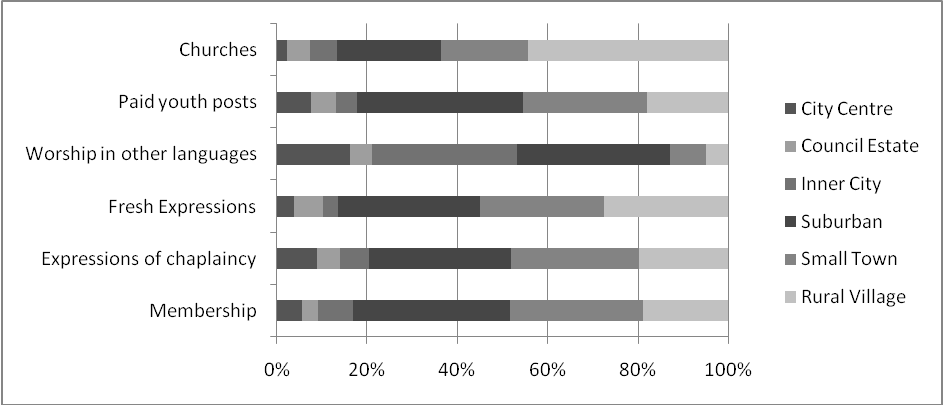 Churches
Paid youth posts
Worship in other languages
Fresh Expressions
Expressions of chaplaincy
Membership
0% 20% 40% 60% 80% 100%
City Centre
Council Estate
Inner City
Suburban
Small Town
Rural Village